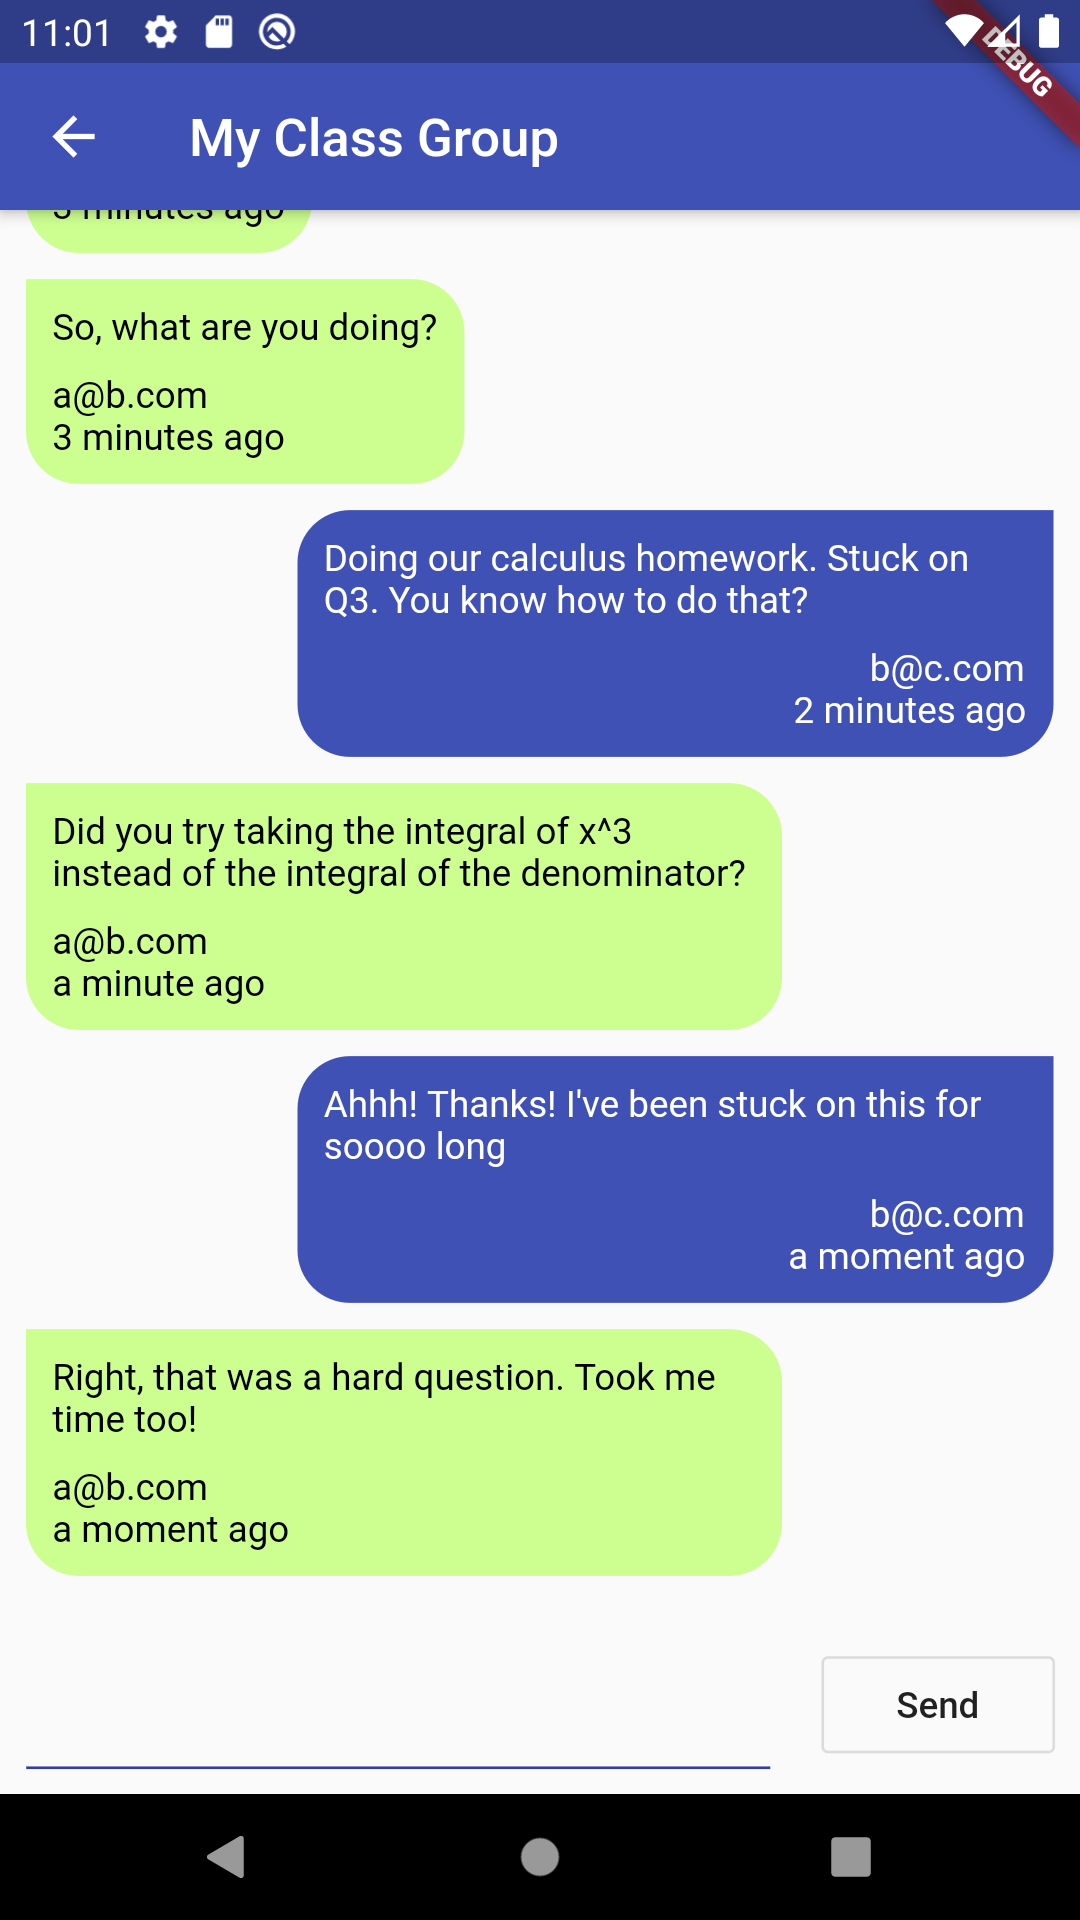 11:01
DEBUG
My Class Group
3 minutes ago
So, what are you doing?
a@b.com
3 minutes ago
Doing our calculus homework. Stuck on
Q3. You know how to do that?
b@c.com
2 minutes ago
Did you try taking the integral of x^3
instead of the integral of the denominator?
a@b.com
a minute ago
Ahhh! Thanks! I've been stuck on this for
soooo long
b@c.com
a moment ago
Right, that was a hard question. Took me
time too!
a@b.com
a moment ago
Send